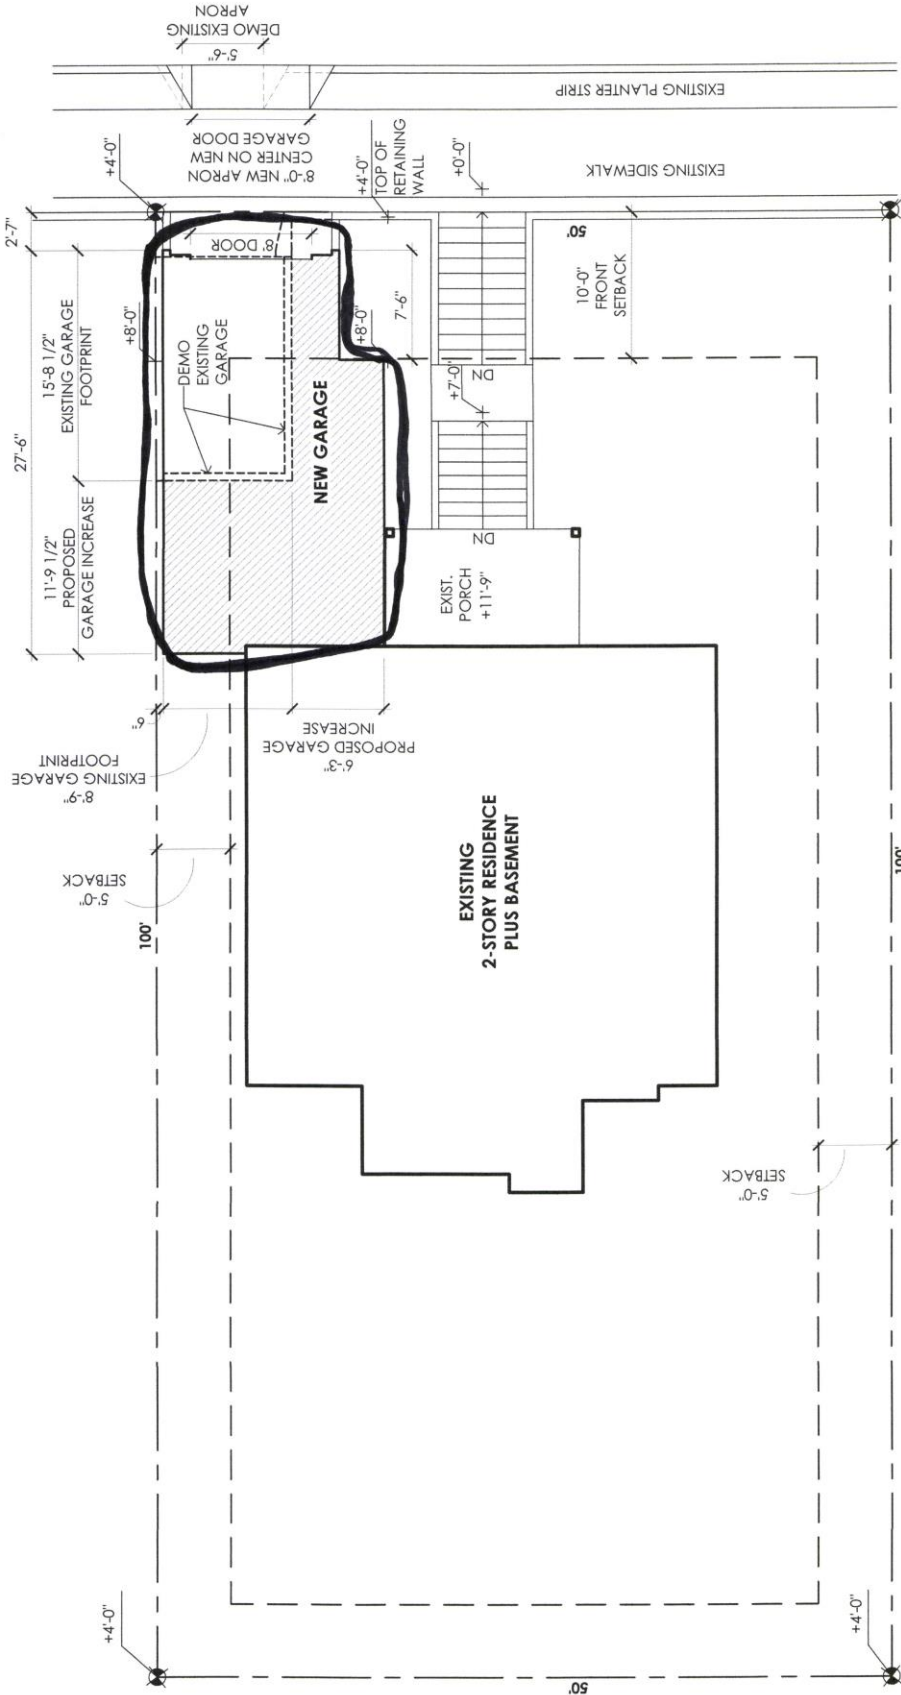 DEMO EXISTING
APRON
5'-6"
EXISTING PLANTER STRIP
8'-0" NEW APRON
CENTER ON NEW
GARAGE DOOR
+4'-0"
+4'-0"
TOP OF
RETAINING
WALL
+0'-0"
EXISTING SIDEWALK
2'-7"
8' DOOR
50'
10'-0"
FRONT
SETBACK
7'-6"
15'-8 1/2"
EXISTING GARAGE
FOOTPRINT
27'-6"
+8'-0"
DEMO
EXISTING
GARAGE
+8'-0"
DN
+7'-0"
NEW GARAGE
11'-9 1/2"
PROPOSED
GARAGE INCREASE
DN
EXIST.
PORCH
+11'-9"
6"
8'-9"
EXISTING GARAGE
FOOTPRINT
6'-3"
PROPOSED GARAGE
INCREASE
5'-0"
SETBACK
100'
EXISTING
2-STORY RESIDENCE
PLUS BASEMENT
100'
5'-0"
SETBACK
+4'-0"
+4'-0"
50'